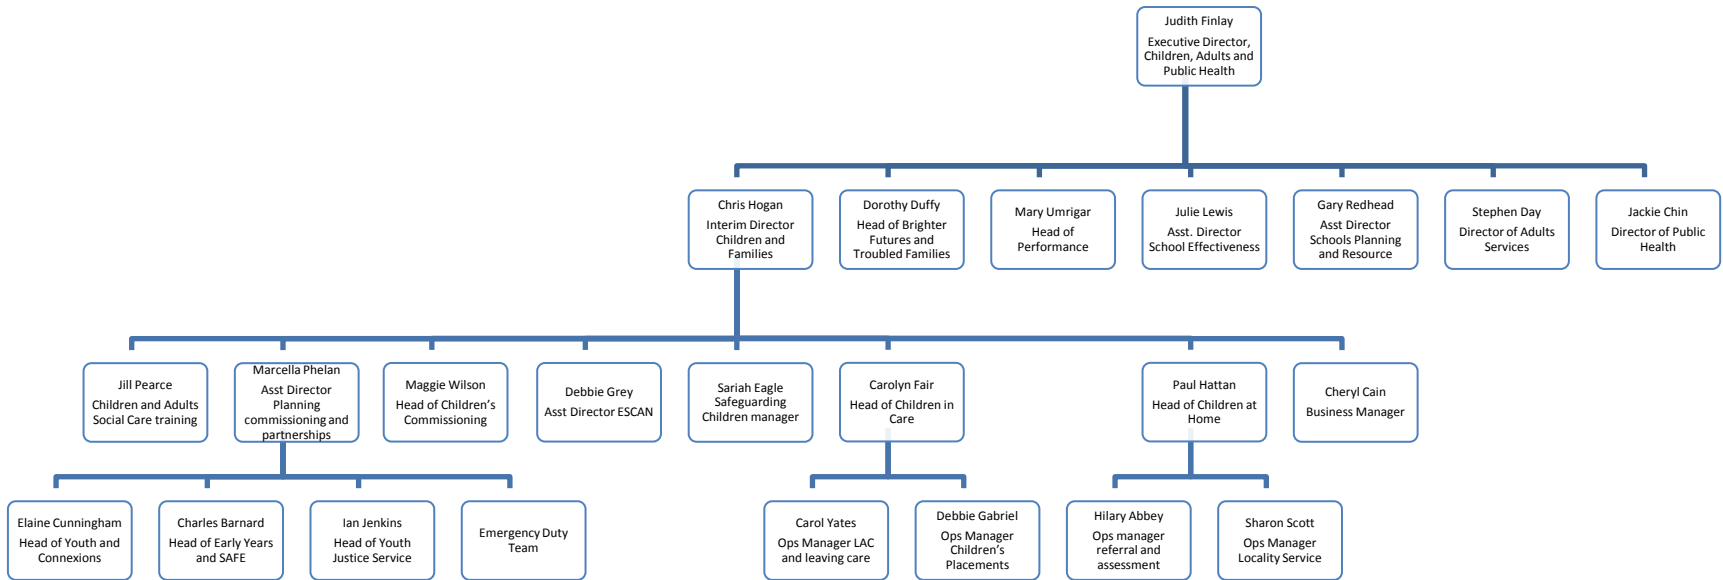 Judith Finlay
Executive Director,
Children, Adults and
Public Health
Chris Hogan
Interim Director
Children and
Families
Dorothy Duffy
Head of Brighter
Futures and
Troubled Families
Mary Umrigar
Head of
Performance
Julie Lewis
Asst. Director
School Effectiveness
Gary Redhead
Asst Director
Schools Planning
and Resource
Stephen Day
Director of Adults
Services
Jackie Chin
Director of Public
Health
Jill Pearce
Children and Adults
Social Care training
Marcella Phelan
Asst Director
Planning
commissioning and
partnerships
Maggie Wilson
Head of Children’s
Commissioning
Debbie Grey
Asst Director ESCAN
Sariah Eagle
Safeguarding
Children manager
Carolyn Fair
Head of Children in
Care
Paul Hattan
Head of Children at
Home
Cheryl Cain
Business Manager
Elaine Cunningham
Head of Youth and
Connexions
Charles Barnard
Head of Early Years
and SAFE
Ian Jenkins
Head of Youth
Justice Service
Emergency Duty
Team
Carol Yates
Ops Manager LAC
and leaving care
Debbie Gabriel
Ops Manager
Children’s
Placements
Hilary Abbey
Ops manager
referral and
assessment
Sharon Scott
Ops Manager
Locality Service